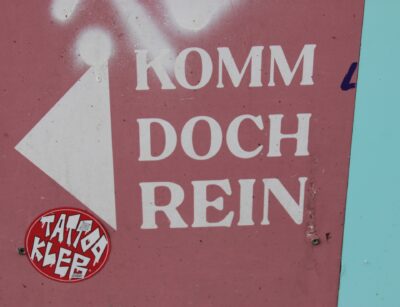 KOMM
DOCH
REIN
TATTOO
KLEB